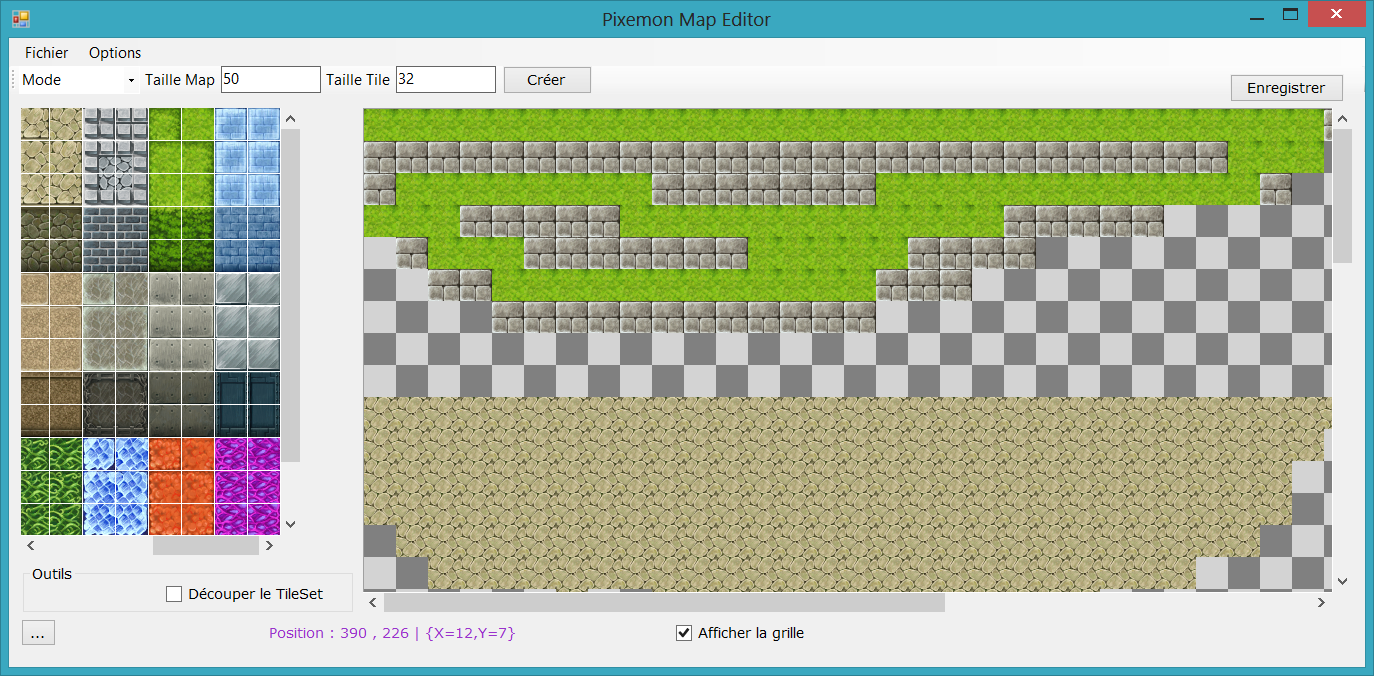 Pixemon Map Editor
Fichier Options
Mode Taille Map 50 Taille Tile 32 Créer
Enregistrer
Outils
Découper le TileSet
...
Position : 390 , 226 | {X=12,Y=7}
Afficher la grille